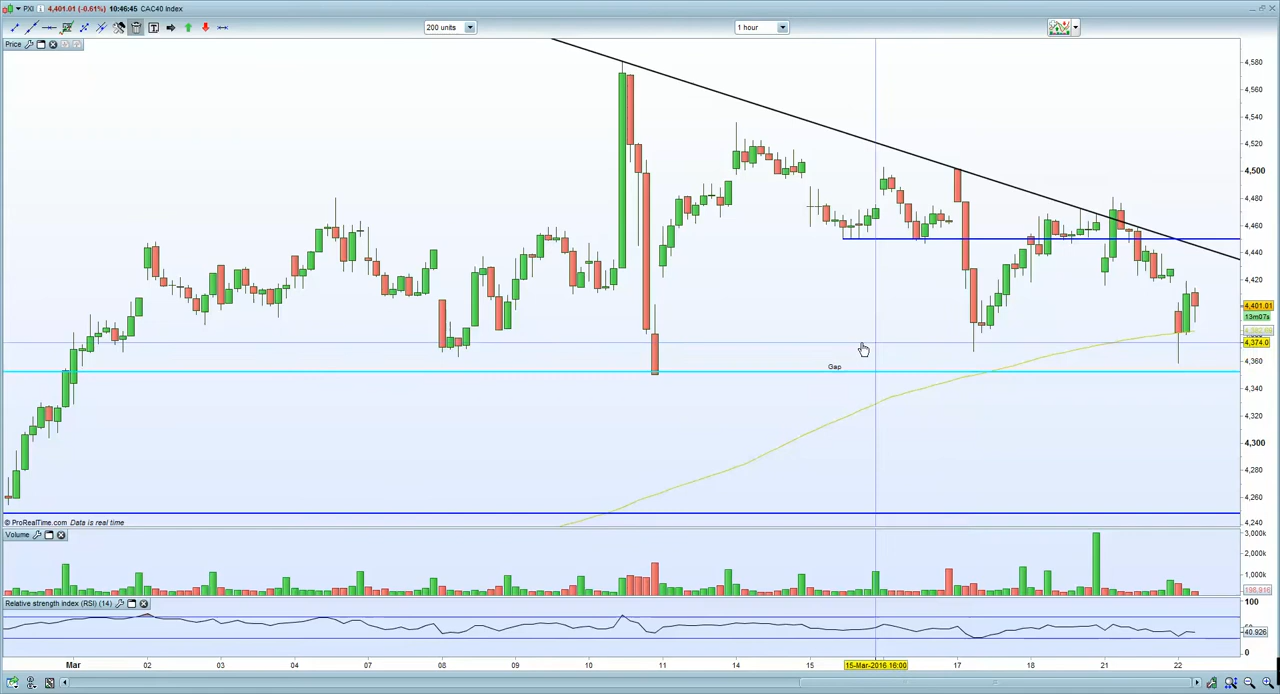 PXI 4,401.01 (-0.61%) 10:46:45 CAC40 Index
200 units 1 hour
Price
4,580
4,560
4,540
4,520
4,500
4,480
4,460
4,440
4,420
4,401.01
13m07s
4,374.0
4,360
Gap
4,340
4,320
4,300
4,280
4,260
4,240
© ProRealTime.com Data is real time
Volume
3,000k
2,000k
1,000k
Relative strength index (RSI) (14)
100
40.926
0
Mar 02 03 04 07 08 09 10 11 14 15 15-Mar-2016 16:00 17 18 21 22